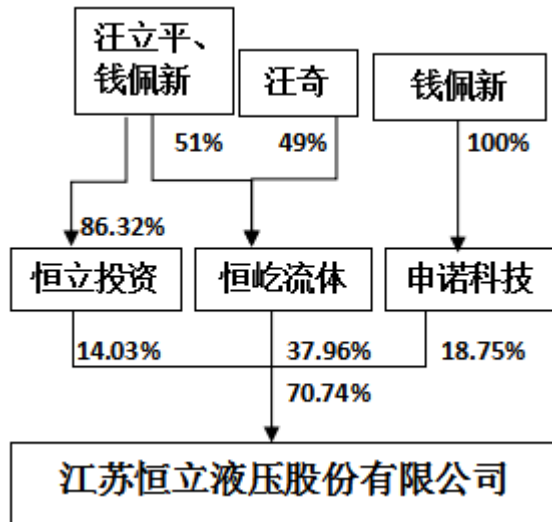 汪立平、
钱佩新
汪奇
钱佩新
51%
49%
100%
86.32%
恒立投资
恒屹流体
申诺科技
14.03%
37.96%
18.75%
70.74%
江苏恒立液压股份有限公司